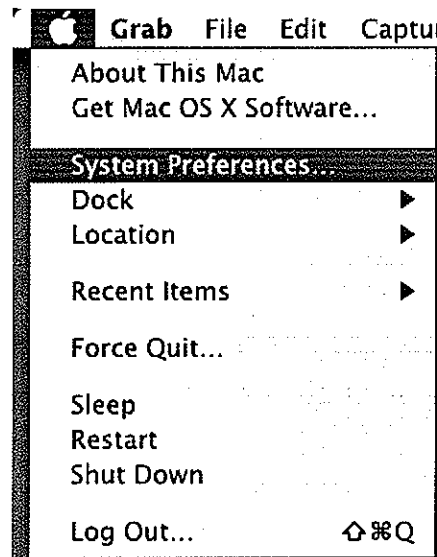 Grab File Edit Captu
About This Mac
Get Mac OS X Software...
System Preferences...
Dock
Location
Recent Items
Force Quit...
Sleep
Restart
Shut Down
Log Out... ⇧⌘Q